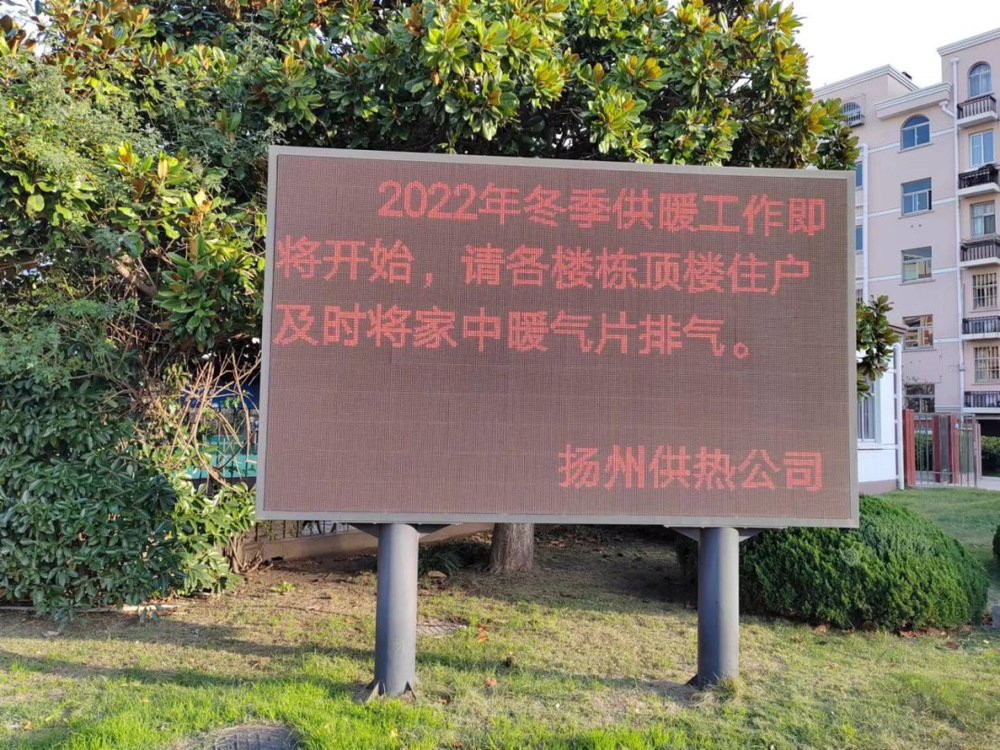 2022年冬季供暖工作即
将开始，请各楼栋顶楼住户
及时将家中暖气片排气。
扬州供热公司